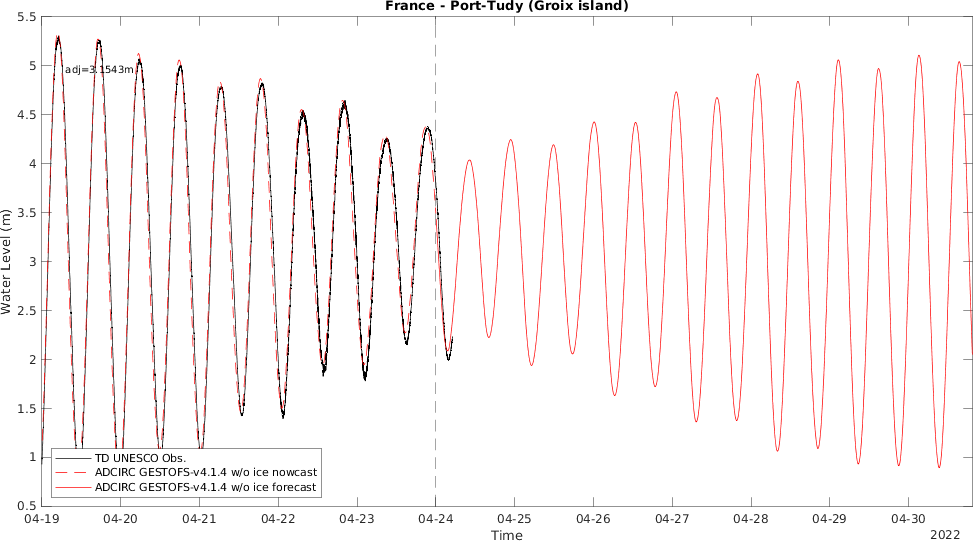 France - Port-Tudy (Groix island)
5.5
5
4.5
4
3.5
3
2.5
2
1.5
1
0.5
Water Level (m)
adj=3.1543m
TD UNESCO Obs.
ADCIRC GESTOFS-v4.1.4 w/o ice nowcast
ADCIRC GESTOFS-v4.1.4 w/o ice forecast
04-19 04-20 04-21 04-22 04-23 04-24 04-25 04-26 04-27 04-28 04-29 04-30
Time
2022